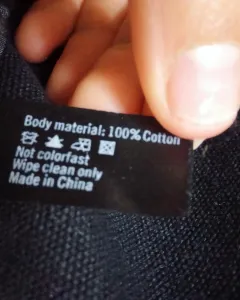 Body material: 100% Cotton
Not colorfast
Wipe clean only
Made in China